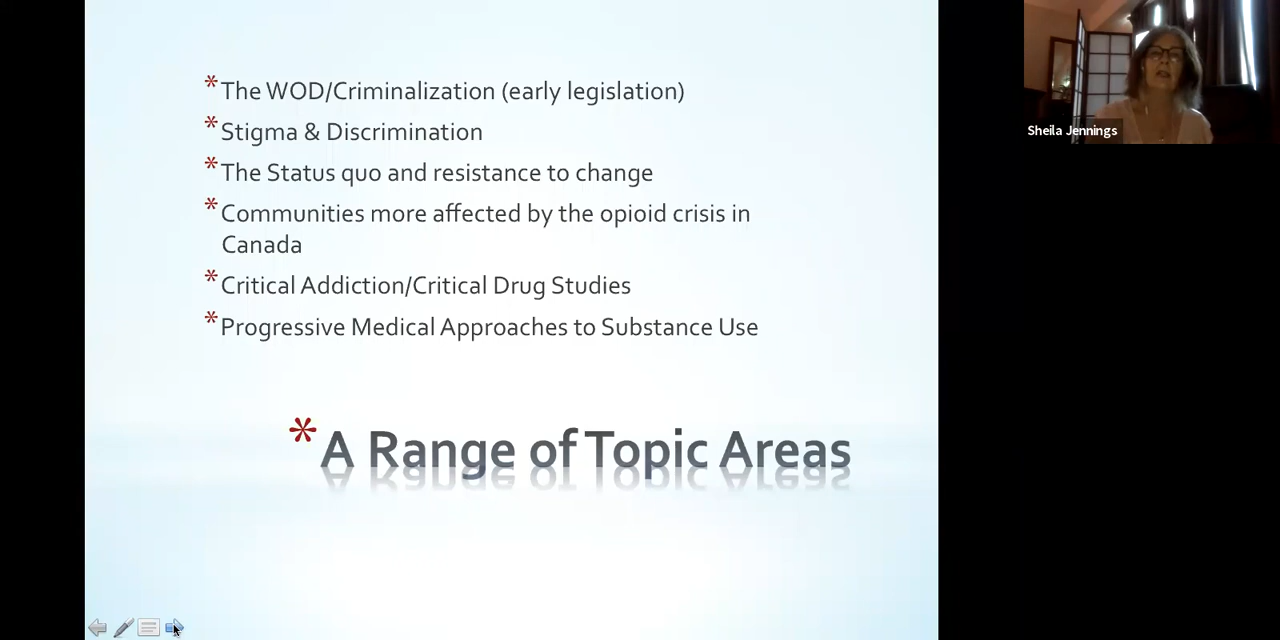 * The WOD/Criminalization (early legislation)
* Stigma & Discrimination
* The Status quo and resistance to change
* Communities more affected by the opioid crisis in
Canada
* Critical Addiction/Critical Drug Studies
* Progressive Medical Approaches to Substance Use
* A Range of Topic Areas
Sheila Jennings